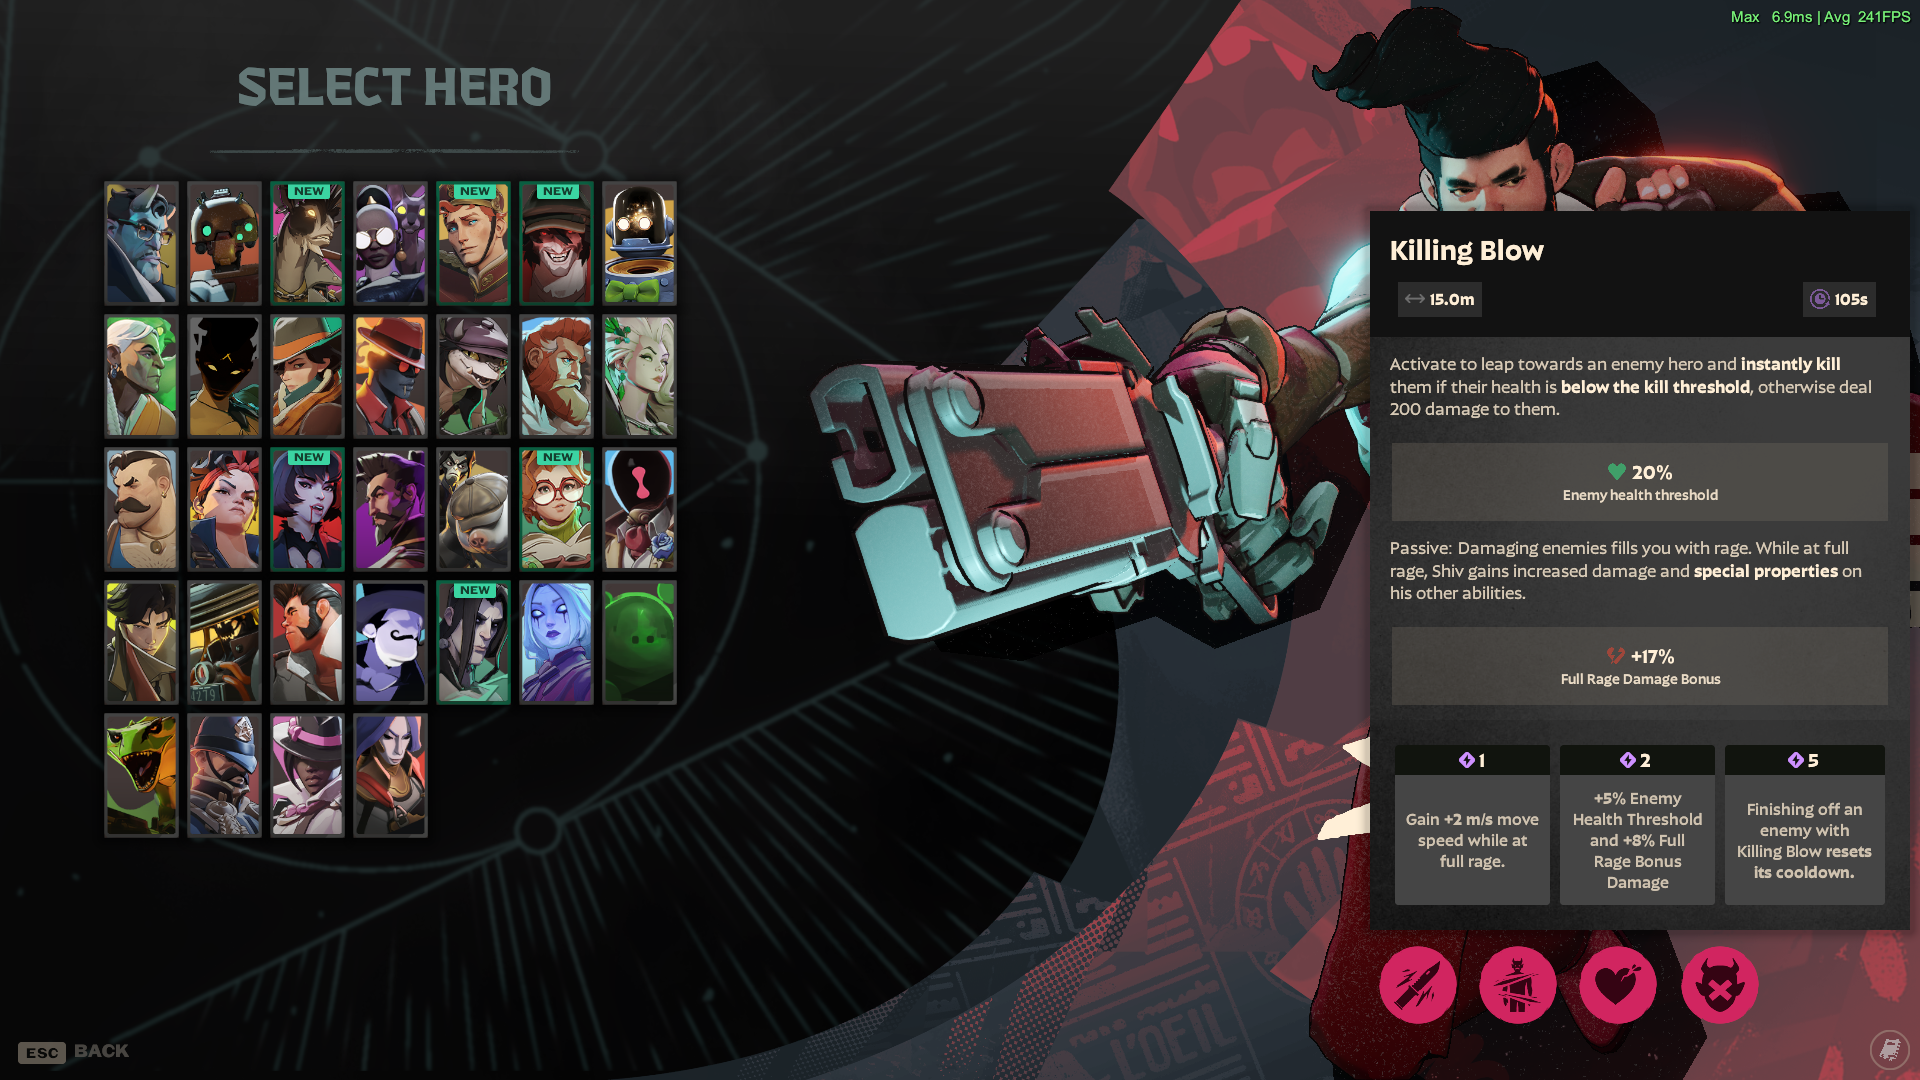 Max 6.9ms | Avg 241FPS
SELECT HERO
NEW
NEW
NEW
NEW
NEW
NEW
4279
Killing Blow
15.0m
105s
Activate to leap towards an enemy hero and instantly kill
them if their health is below the kill threshold, otherwise deal
200 damage to them.
20%
Enemy health threshold
Passive: Damaging enemies fills you with rage. While at full
rage, Shiv gains increased damage and special properties on
his other abilities.
+17%
Full Rage Damage Bonus
1
Gain +2 m/s move
speed while at
full rage.
2
+5% Enemy
Health Threshold
and +8% Full
Rage Bonus
Damage
5
Finishing off an
enemy with
Killing Blow resets
its cooldown.
L'OEIL
ESC BACK